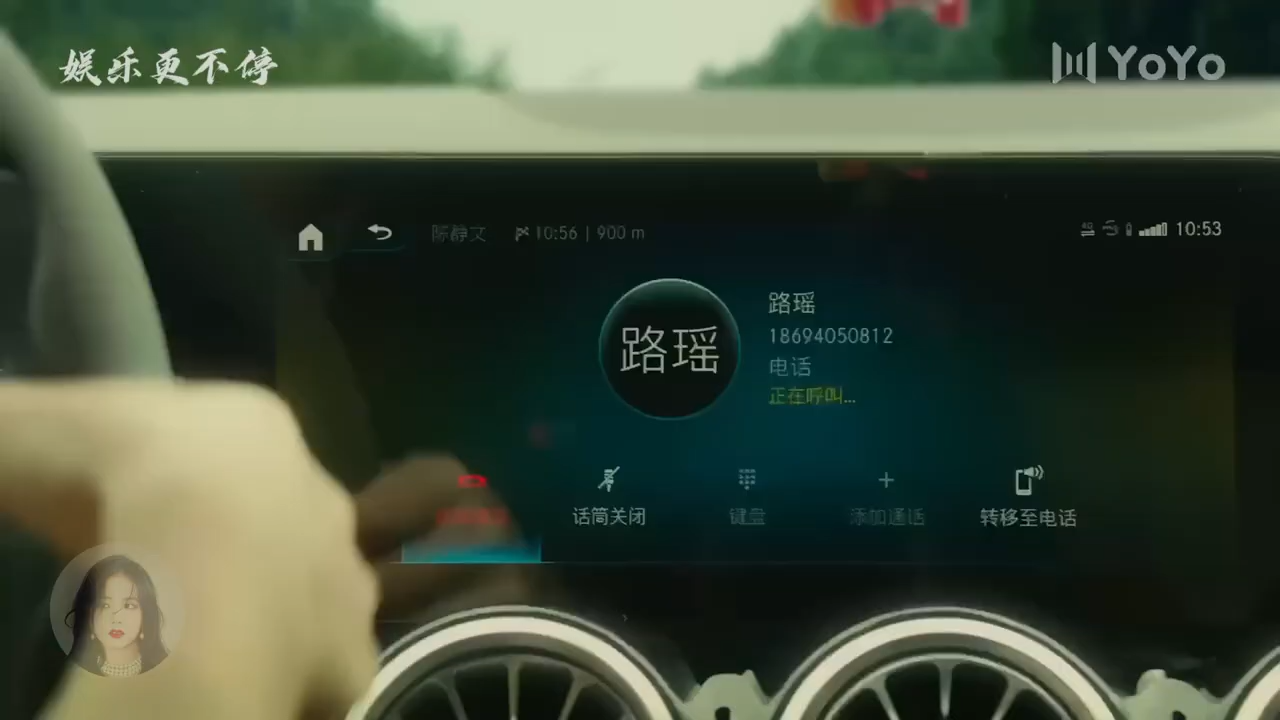 娱乐更不停
YOYO
陈静文
10:56 | 900 m
4G
10:53
路瑶
路瑶
18694050812
电话
正在呼叫...
话筒关闭
键盘
添加通话
转移至电话